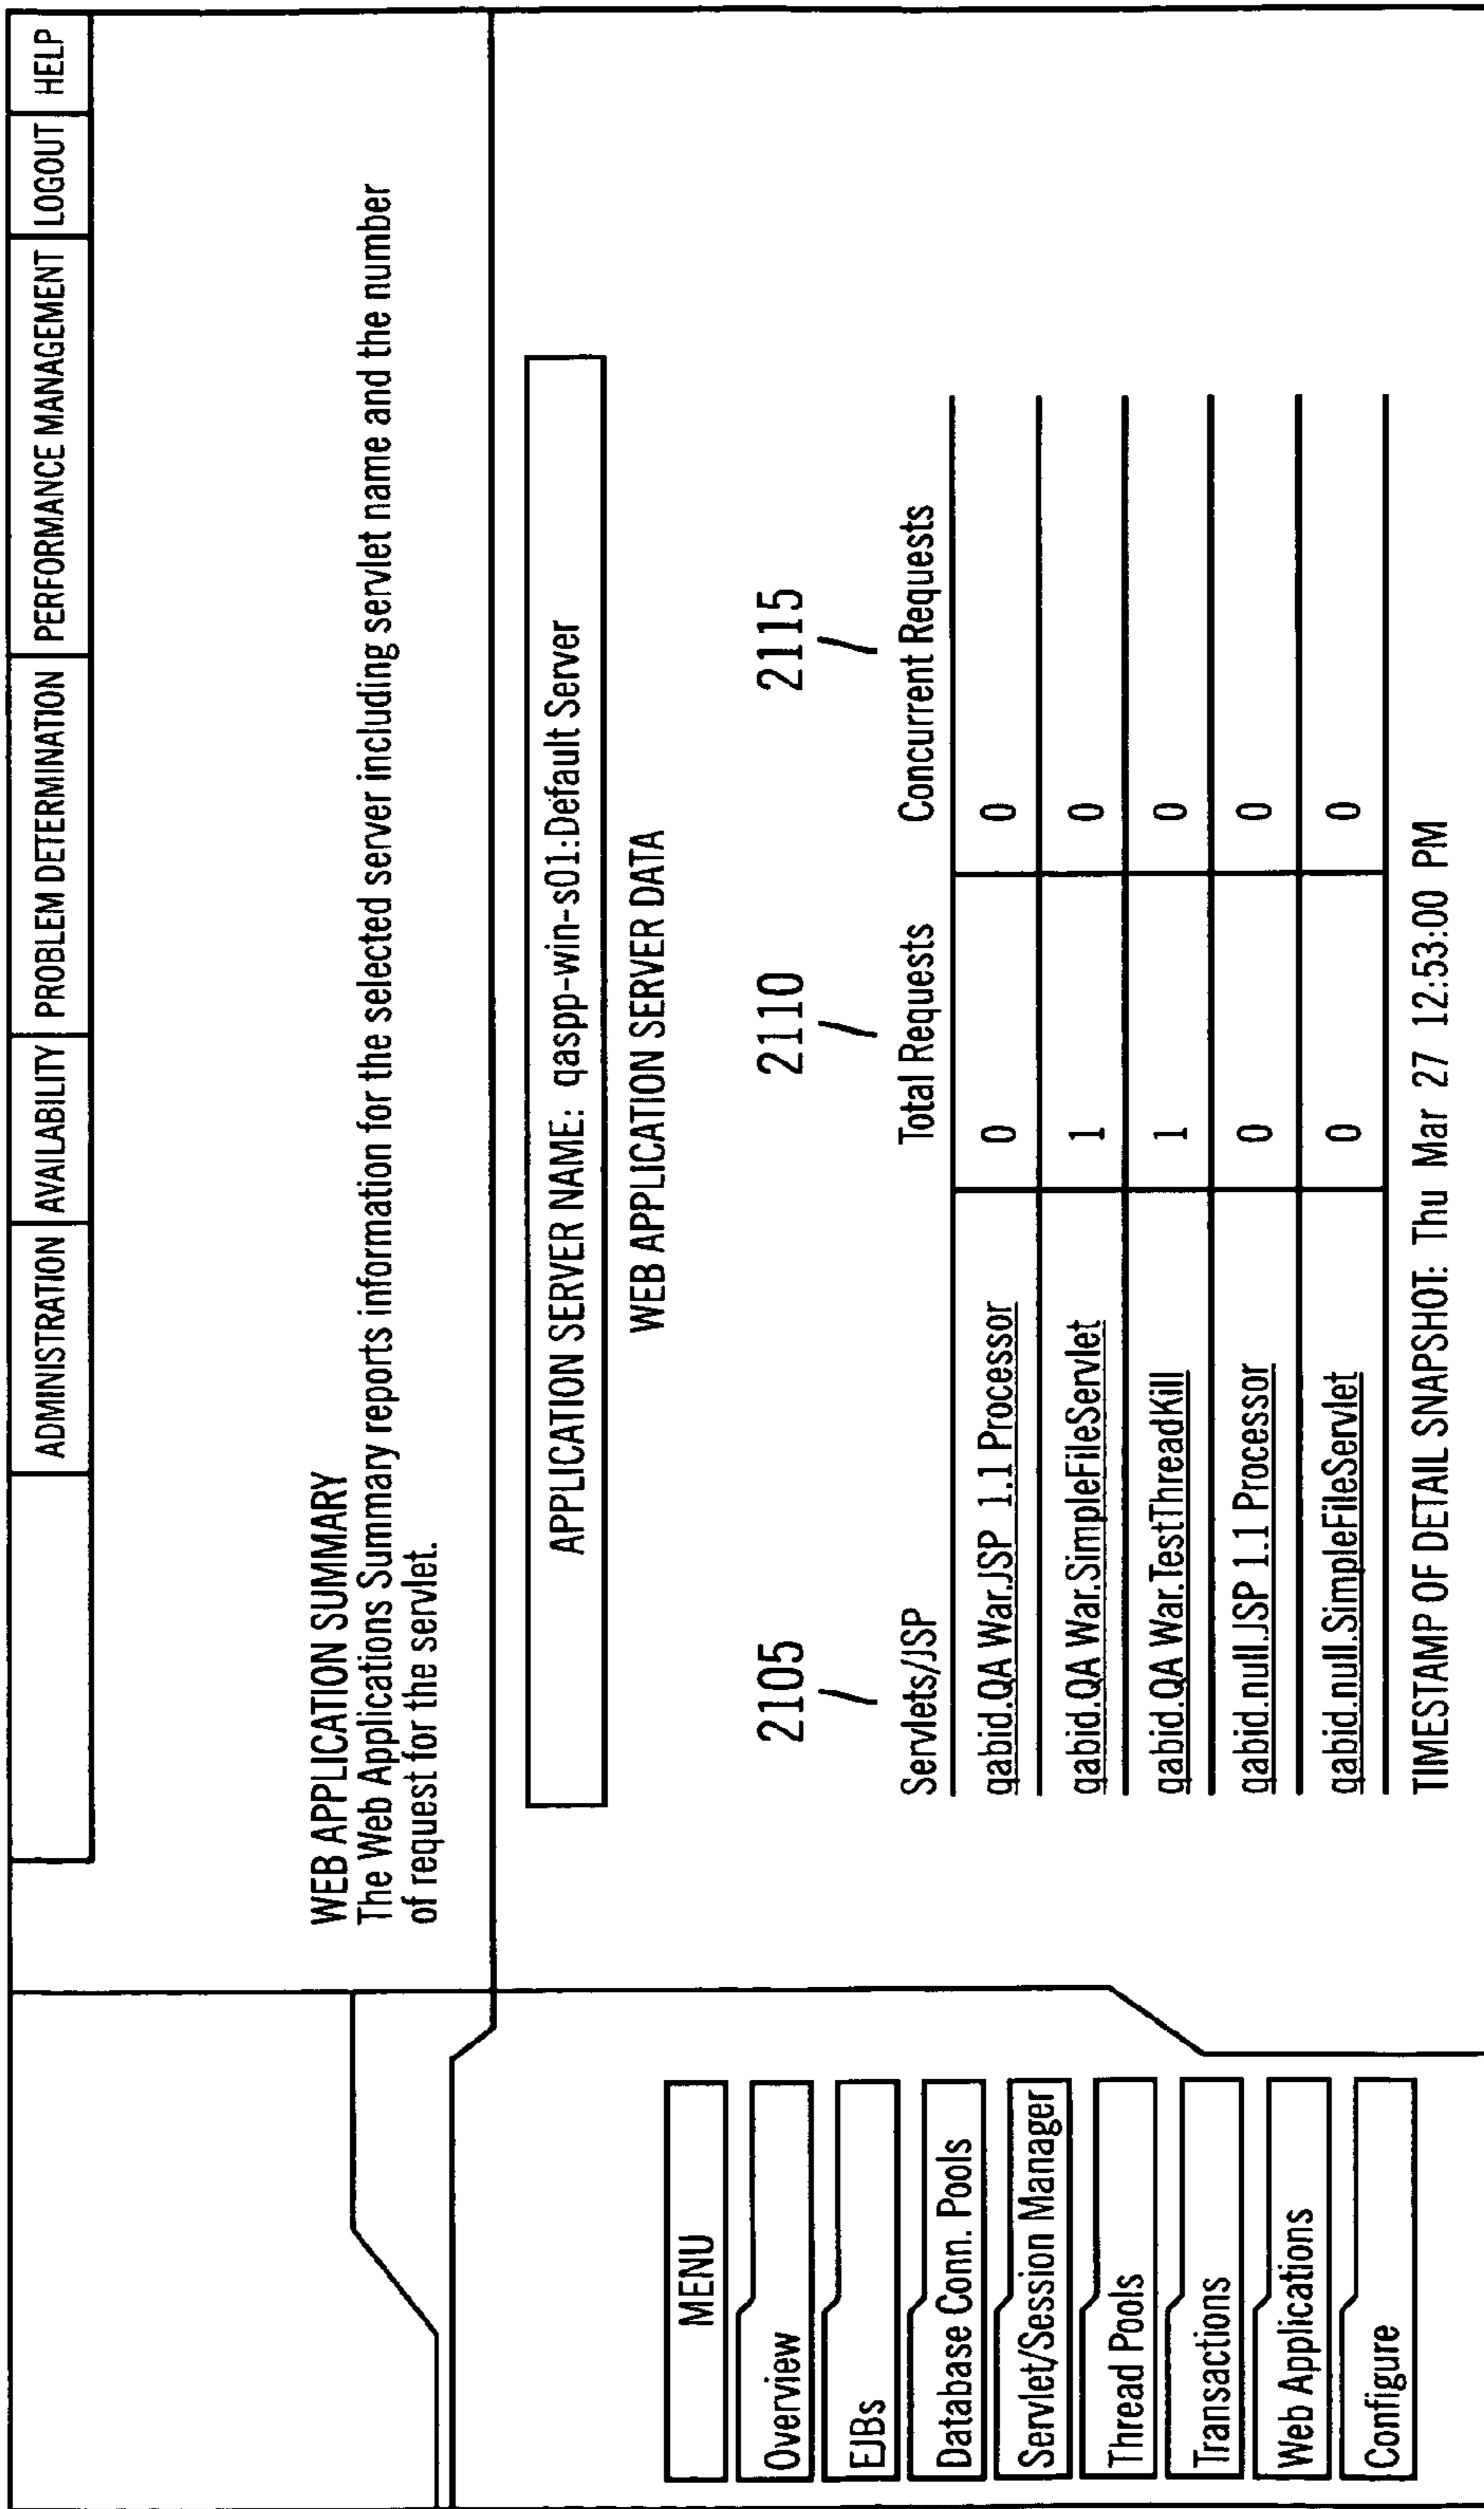 ADMINISTRATION AVAILABILITY PROBLEM DETERMINATION PERFORMANCE MANAGEMENT LOGOUT HELP
WEB APPLICATION SUMMARY
The Web Applications Summary reports information for the selected server including servlet name and the number
of request for the servlet.
APPLICATION SERVER NAME: qaspp-win-s01:Default Server
WEB APPLICATION SERVER DATA
MENU
Overview
EJBs
Database Conn. Pools
Servlet/Session Manager
Thread Pools
Transactions
Web Applications
Configure
2105 2110 2115
Servlets/JSP Total Requests Concurrent Requests
qabid.QA War.JSP 1.1 Processor 0 0
qabid.QA War.SimpleFileServlet 1 0
qabid.QA War.TestThreadKill 1 0
qabid.null.JSP 1.1 Processor 0 0
qabid.null.SimpleFileServlet 0 0
TIMESTAMP OF DETAIL SNAPSHOT: Thu Mar 27 12:53:00 PM